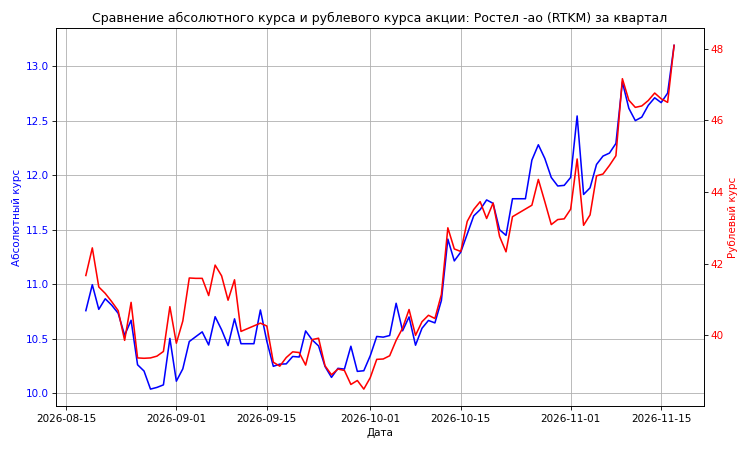 Сравнение абсолютного курса и рублевого курса акции: Ростел -ао (RTKM) за квартал
13.0
12.5
12.0
11.5
11.0
10.5
10.0
Абсолютный курс
48
46
44
42
40
Рублевый курс
2026-08-15 2026-09-01 2026-09-15 2026-10-01 2026-10-15 2026-11-01 2026-11-15
Дата